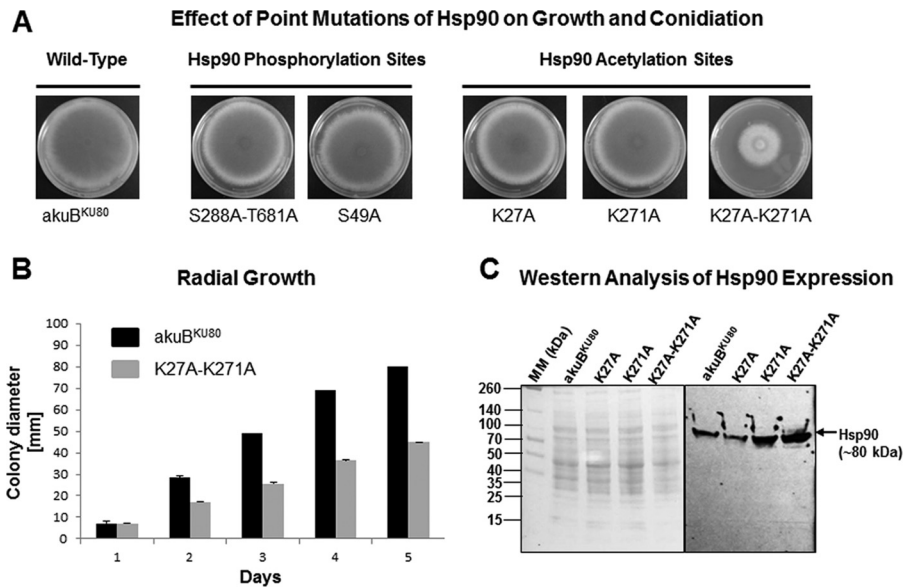 A
Effect of Point Mutations of Hsp90 on Growth and Conidiation
Wild-Type
Hsp90 Phosphorylation Sites
Hsp90 Acetylation Sites
akuBKU80
S288A-T681A
S49A
K27A
K271A
K27A-K271A
B
Radial Growth
Colony diameter
[mm]
100
90
80
70
60
50
40
30
20
10
0
akuBKU80
K27A-K271A
1
2
3
4
5
Days
C
Western Analysis of Hsp90 Expression
MM (kDa)
akuBKU80
K27A
K271A
K27A-K271A
akuBKU80
K27A
K271A
K27A-K271A
260
140
100
70
50
40
35
25
15
Hsp90
(~80 kDa)